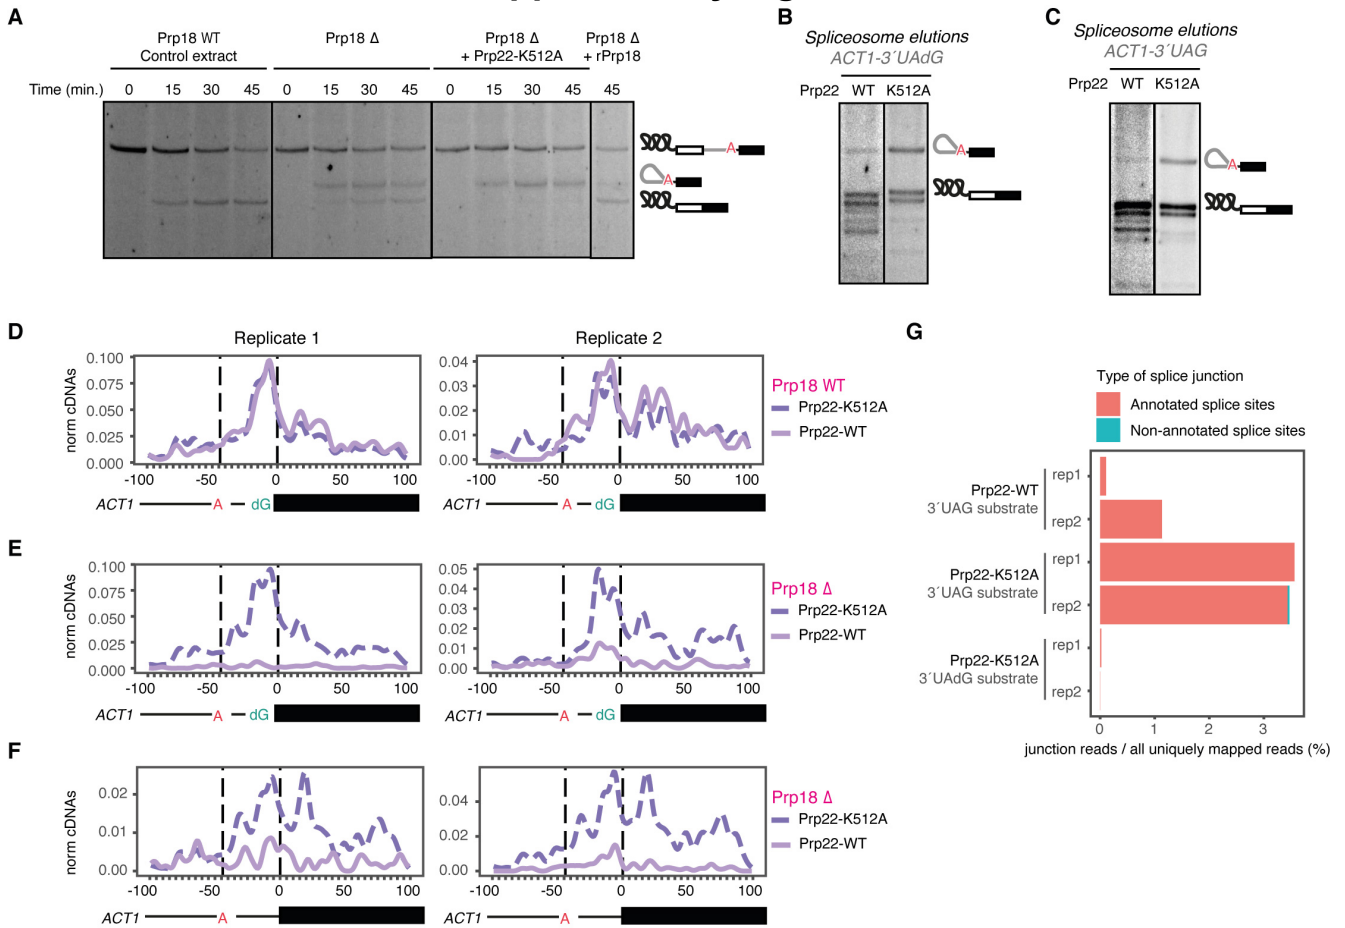 A
Prp18 WT
Control extract
Prp18 Δ
Prp18 Δ
+ Prp22-K512A
Prp18 Δ
+ rPrp18
Time (min.) 0 15 30 45 0 15 30 45 0 15 30 45 45
A
A
B
Spliceosome elutions
ACT1-3´UAdG
Prp22 WT K512A
A
C
Spliceosome elutions
ACT1-3´UAG
Prp22 WT K512A
A
D
Replicate 1
Replicate 2
norm cDNAs
0.100
0.075
0.050
0.025
0.000
-100 -50 0 50 100
ACT1 A dG
0.04
0.03
0.02
0.01
0.00
-100 -50 0 50 100
ACT1 A dG
Prp18 WT
Prp22-K512A
Prp22-WT
E
norm cDNAs
0.100
0.075
0.050
0.025
0.000
-100 -50 0 50 100
ACT1 A dG
0.05
0.04
0.03
0.02
0.01
0.00
-100 -50 0 50 100
ACT1 A dG
Prp18 Δ
Prp22-K512A
Prp22-WT
F
norm cDNAs
0.02
0.01
0.00
-100 -50 0 50 100
ACT1 A
0.04
0.02
0.00
-100 -50 0 50 100
ACT1 A
Prp18 Δ
Prp22-K512A
Prp22-WT
G
Type of splice junction
Annotated splice sites
Non-annotated splice sites
Prp22-WT
3´UAG substrate
rep1
rep2
Prp22-K512A
3´UAG substrate
rep1
rep2
Prp22-K512A
3´UAdG substrate
rep1
rep2
0 1 2 3
junction reads / all uniquely mapped reads (%)